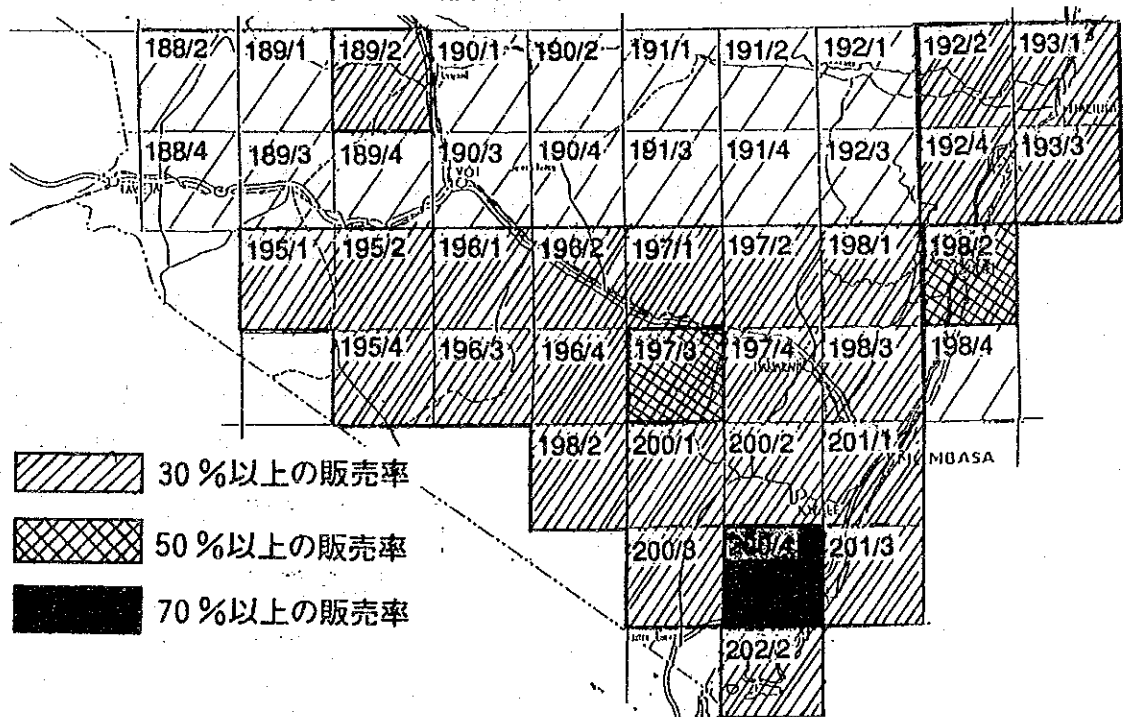 188/2 189/1 189/2 190/1 190/2 191/1 191/2 192/1 192/2 193/1
188/4 189/3 189/4 190/3 190/4 191/3 191/4 192/3 192/4 193/3
VOI
TAVETA
195/1 195/2 196/1 196/2 197/1 197/2 198/1 198/2
195/4 196/3 196/4 197/3 197/4 198/3 198/4
198/2 200/1 200/2 201/1
MBASA
30%以上の販売率
KWALE
50%以上の販売率
200/3 200/4 201/3
70%以上の販売率
202/2